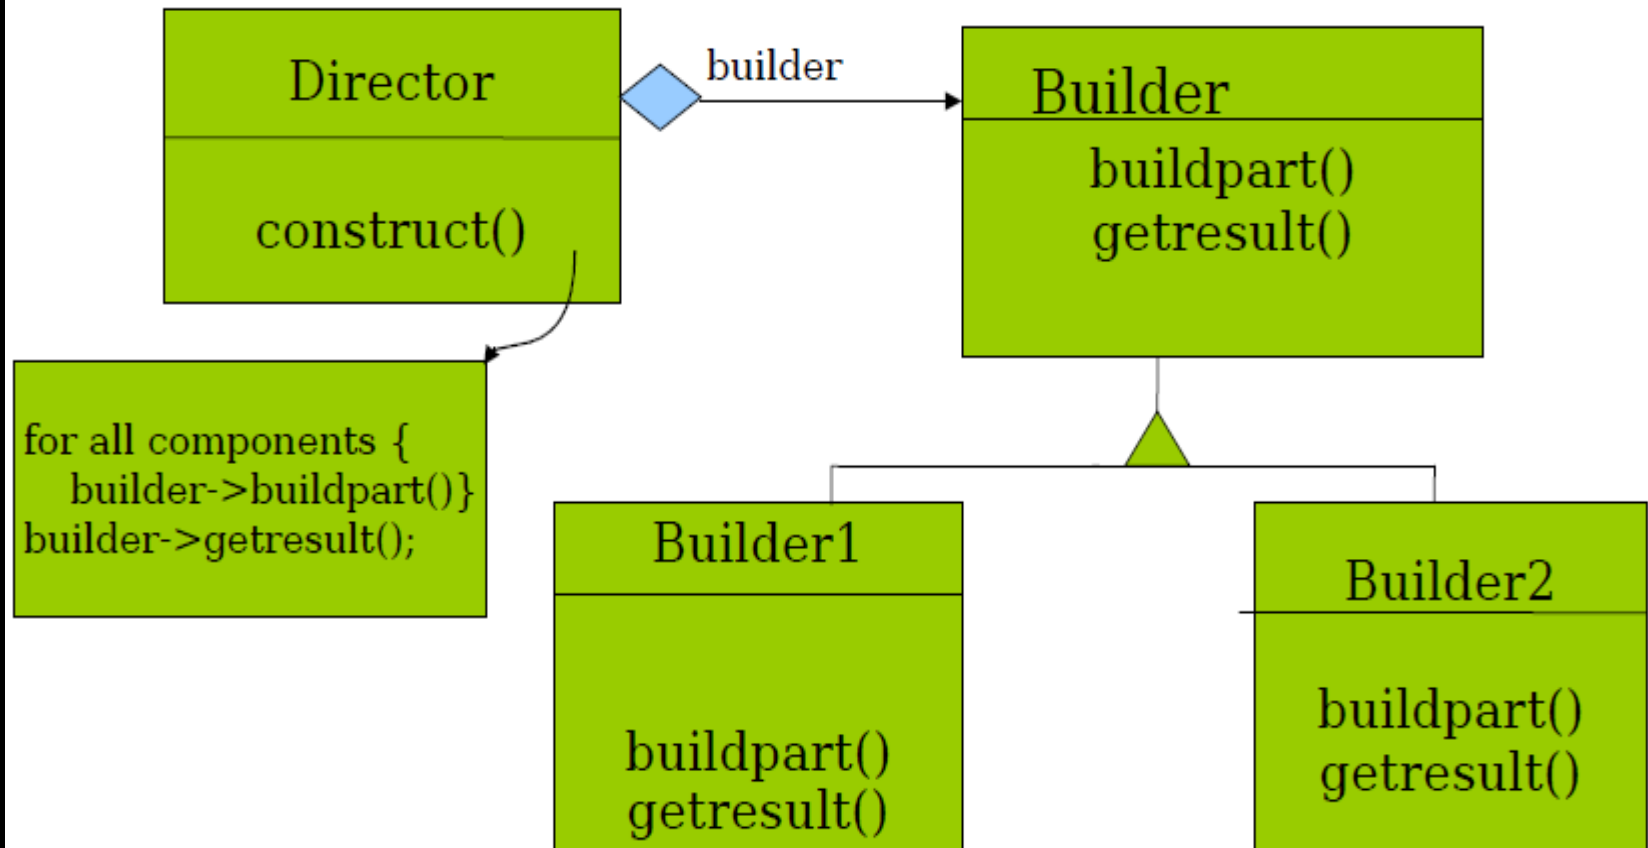 Director
construct()
builder
Builder
buildpart()
getresult()
for all components {
builder->buildpart()}
builder->getresult();
Builder1
buildpart()
getresult()
Builder2
buildpart()
getresult()